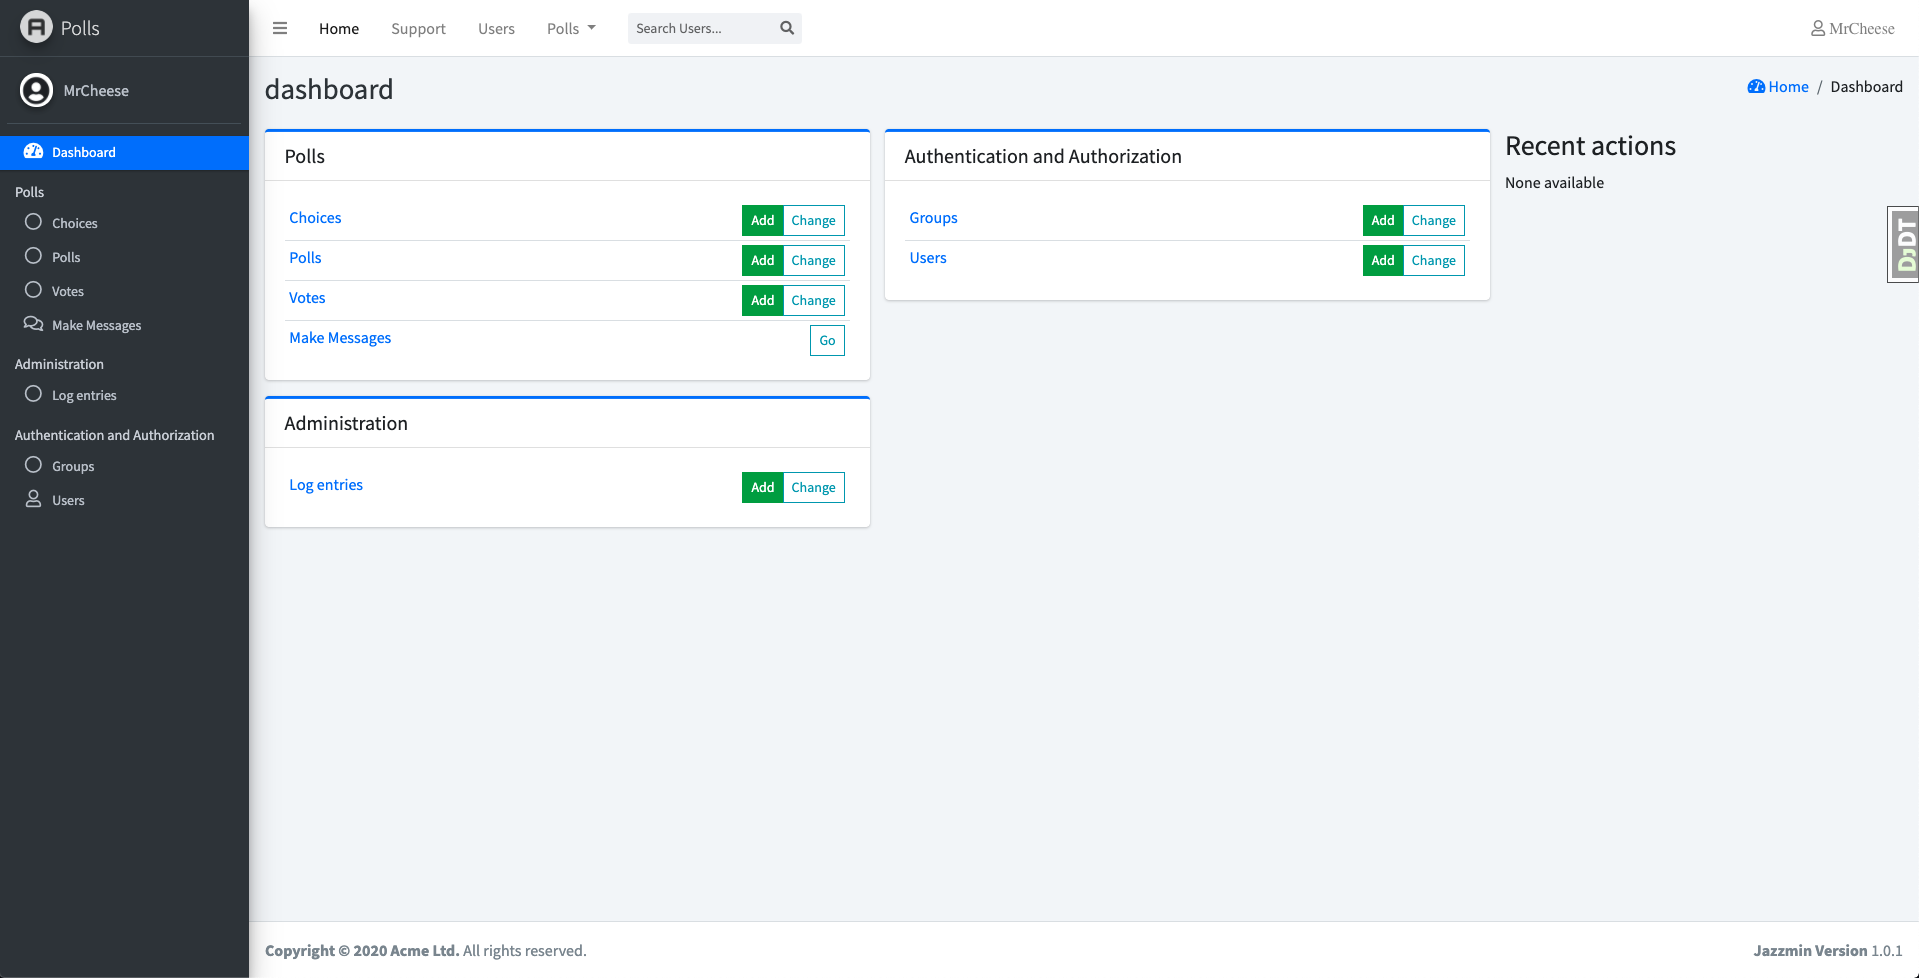 Polls
Home Support Users Polls Search Users... MrCheese
MrCheese
Dashboard
Polls
Choices
Polls
Votes
Make Messages
Administration
Log entries
Authentication and Authorization
Groups
Users
dashboard
Home / Dashboard
Polls
Choices Add Change
Polls Add Change
Votes Add Change
Make Messages Go
Administration
Log entries Add Change
Authentication and Authorization
Groups Add Change
Users Add Change
Recent actions
None available
DJDT
Copyright © 2020 Acme Ltd. All rights reserved.
Jazzmin Version 1.0.1